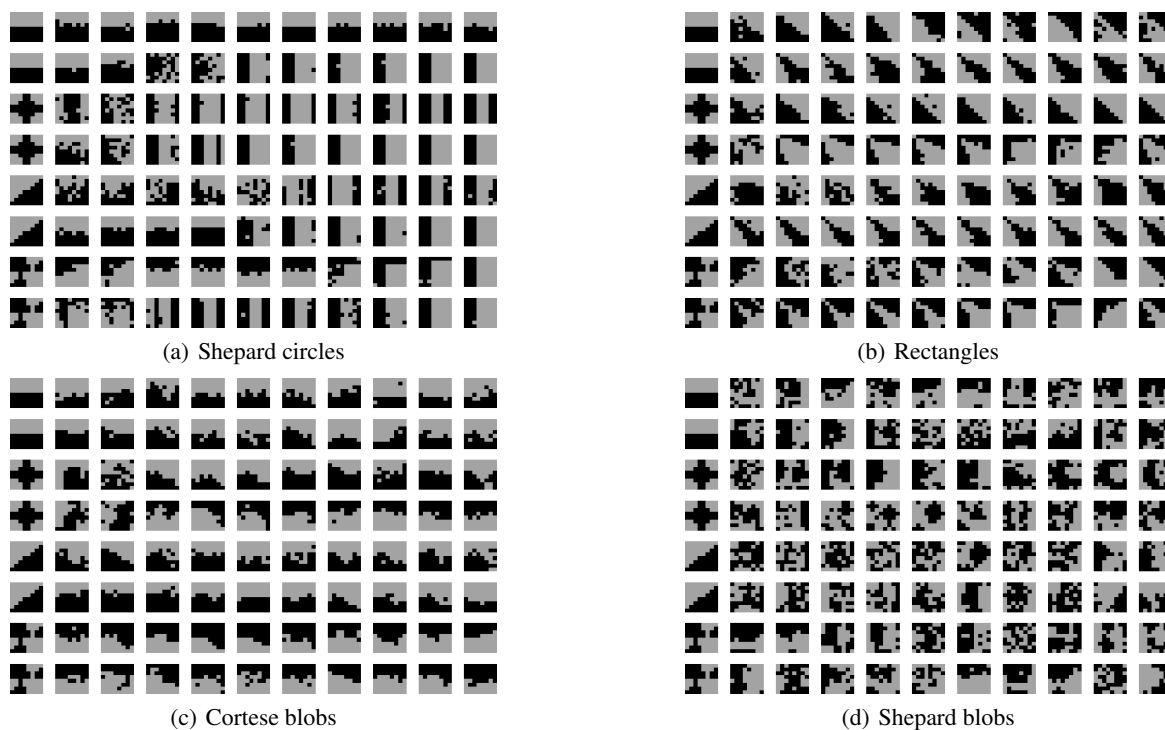 (a) Shepard circles
(b) Rectangles
(c) Cortese blobs
(d) Shepard blobs